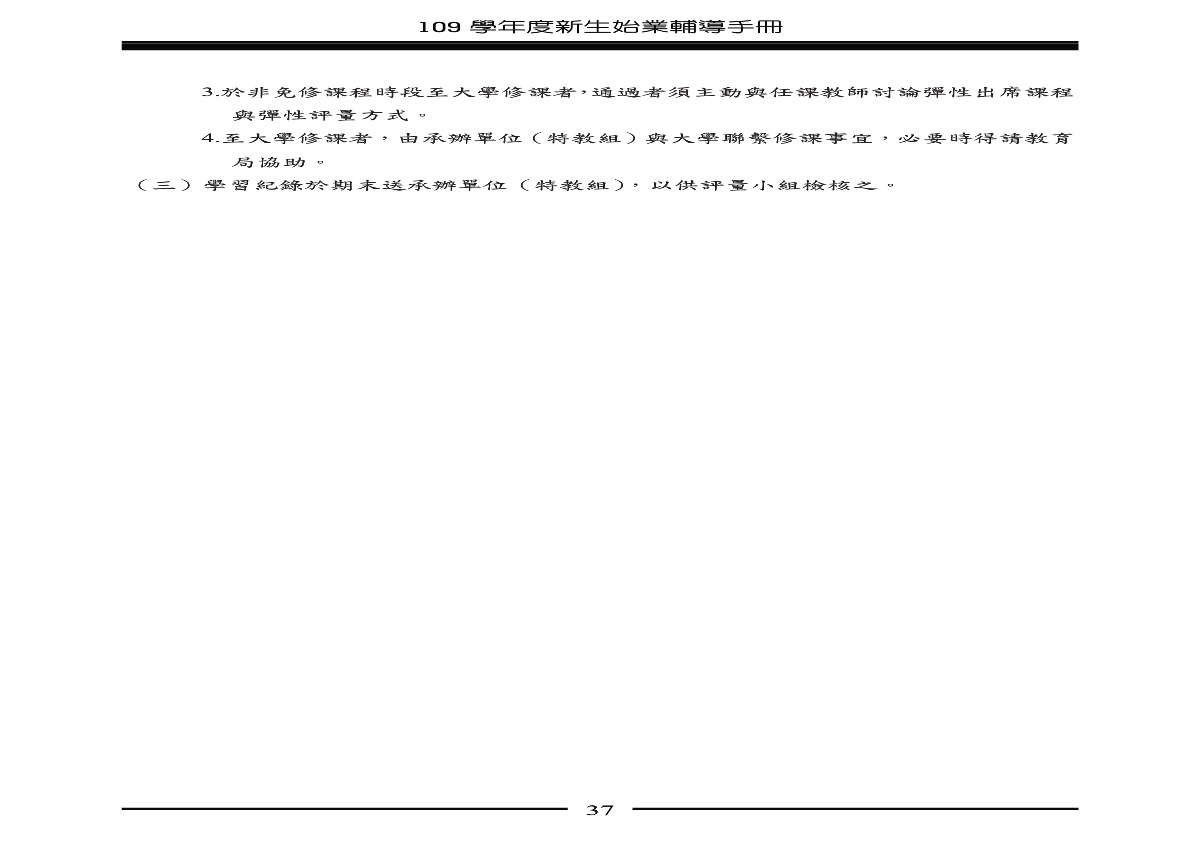 109 學年度新生始業輔導手冊
3.於非免修課程時段至大學修課者，通過者須主動與任課教師討論彈性出席課程
與彈性評量方式。
4.至大學修課者，由承辦單位（特教組）與大學聯繫修課事宜，必要時得請教育
局協助。
（三）學習紀錄於期末送承辦單位（特教組），以供評量小組檢核之。
37